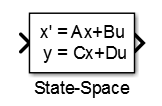 x' = Ax+Bu
y = Cx+Du
State-Space